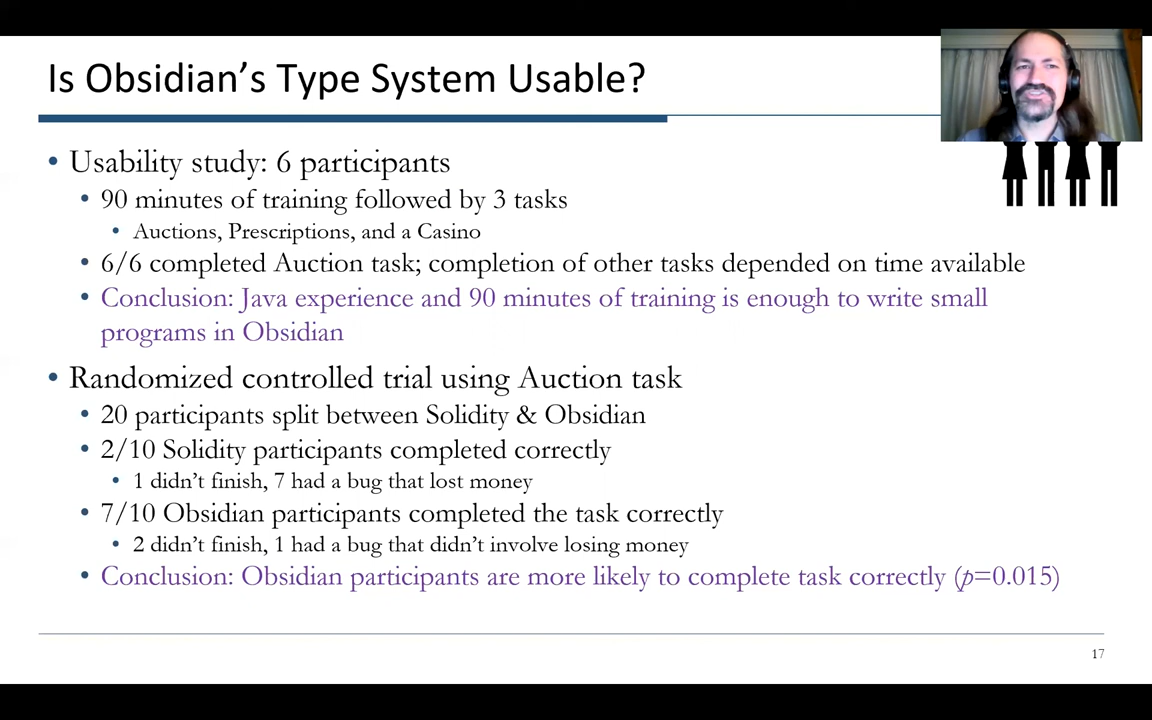 Is Obsidian’s Type System Usable?
• Usability study: 6 participants
• 90 minutes of training followed by 3 tasks
• Auctions, Prescriptions, and a Casino
• 6/6 completed Auction task; completion of other tasks depended on time available
• Conclusion: Java experience and 90 minutes of training is enough to write small
programs in Obsidian
• Randomized controlled trial using Auction task
• 20 participants split between Solidity & Obsidian
• 2/10 Solidity participants completed correctly
• 1 didn’t finish, 7 had a bug that lost money
• 7/10 Obsidian participants completed the task correctly
• 2 didn’t finish, 1 had a bug that didn’t involve losing money
• Conclusion: Obsidian participants are more likely to complete task correctly (p=0.015)
17